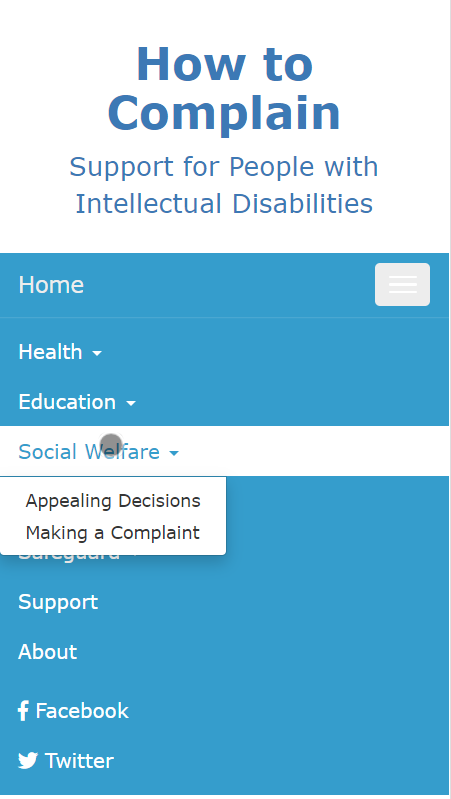 How to
Complain
Support for People with
Intellectual Disabilities
Home
Health
Education
Social Welfare
Appealing Decisions
Making a Complaint
Safeguard
Support
About
Facebook
Twitter